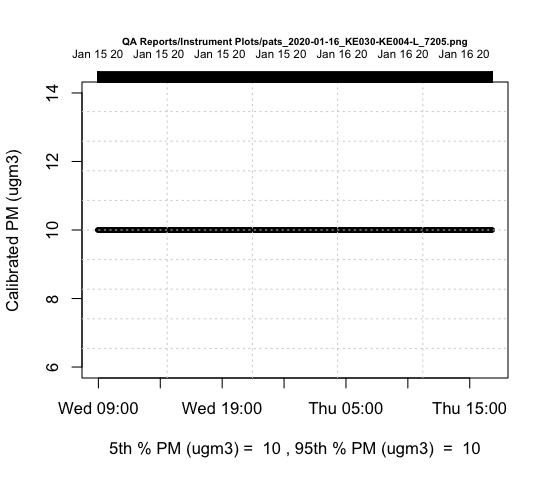 QA Reports/Instrument Plots/pats_2020-01-16_KE030-KE004-L_7205.png
Jan 15 20 Jan 15 20 Jan 15 20 Jan 15 20 Jan 16 20 Jan 16 20 Jan 16 20
14
12
10
8
6
Calibrated PM (ugm3)
Wed 09:00 Wed 19:00 Thu 05:00 Thu 15:00
5th % PM (ugm3) = 10 , 95th % PM (ugm3) = 10